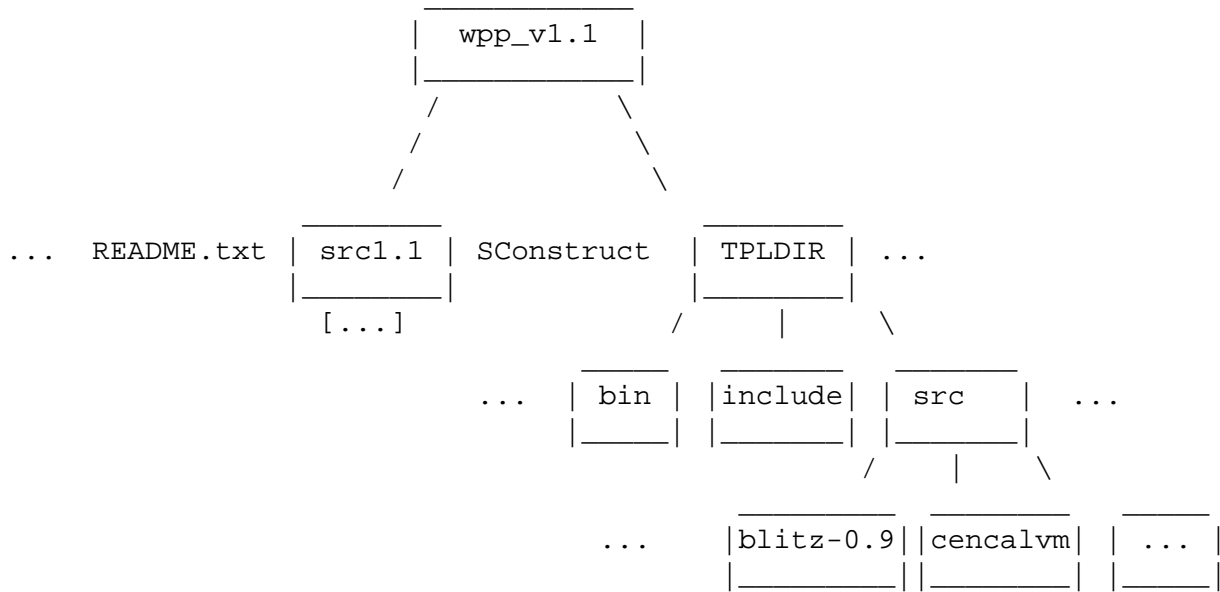 wpp_v1.1
... README.txt src1.1 SConstruct TPLDIR ...
[...]
... bin include src ...
... blitz-0.9 cencalvm ...